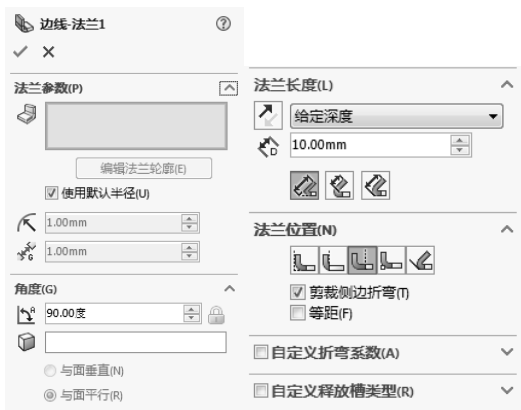 边线-法兰1
法兰参数(P)
编辑法兰轮廓(E)
使用默认半径(U)
1.00mm
1.00mm
角度(G)
90.00度
与面垂直(N)
与面平行(R)
法兰长度(L)
给定深度
10.00mm
法兰位置(N)
剪裁侧边折弯(T)
等距(F)
自定义折弯系数(A)
自定义释放槽类型(R)